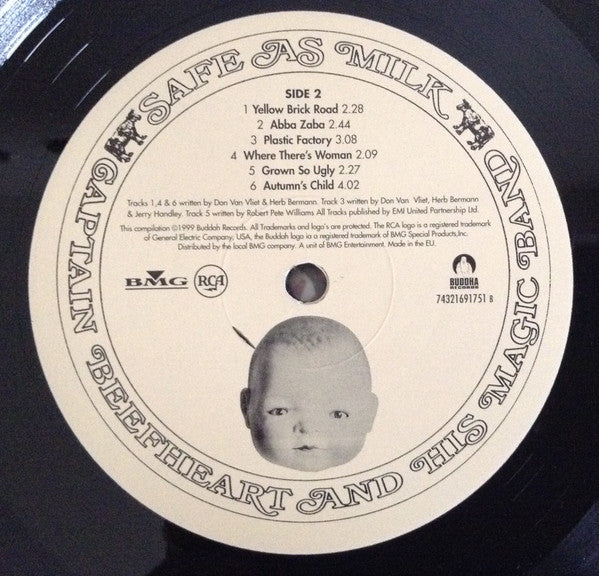 SAFE AS MILK
SIDE 2
1 Yellow Brick Road 2.28
2 Abba Zaba 2.44
3 Plastic Factory 3.08
4 Where There's Woman 2.09
5 Grown So Ugly 2.27
6 Autumn's Child 4.02
Tracks 1,4 & 6 written by Don Van Vliet & Herb Bermann. Track 3 written by Don Van Vliet, Herb Bermann
& Jerry Handley. Track 5 written by Robert Pete Williams All Tracks published by EMI United Partnership Ltd.
This compilation ©1999 Buddah Records. All Trademarks and logo's are protected. The RCA logo is a registered trademark
of General Electric Company, USA, the Buddah logo is a registered trademark of BMG Special Products,Inc.
Distributed by the local BMG company. A unit of BMG Entertainment. Made in the EU.
BMG RCA
BUDDHA
RECORDS
74321691751 B
CAPTAIN BEEFHEART AND HIS MAGIC BAND